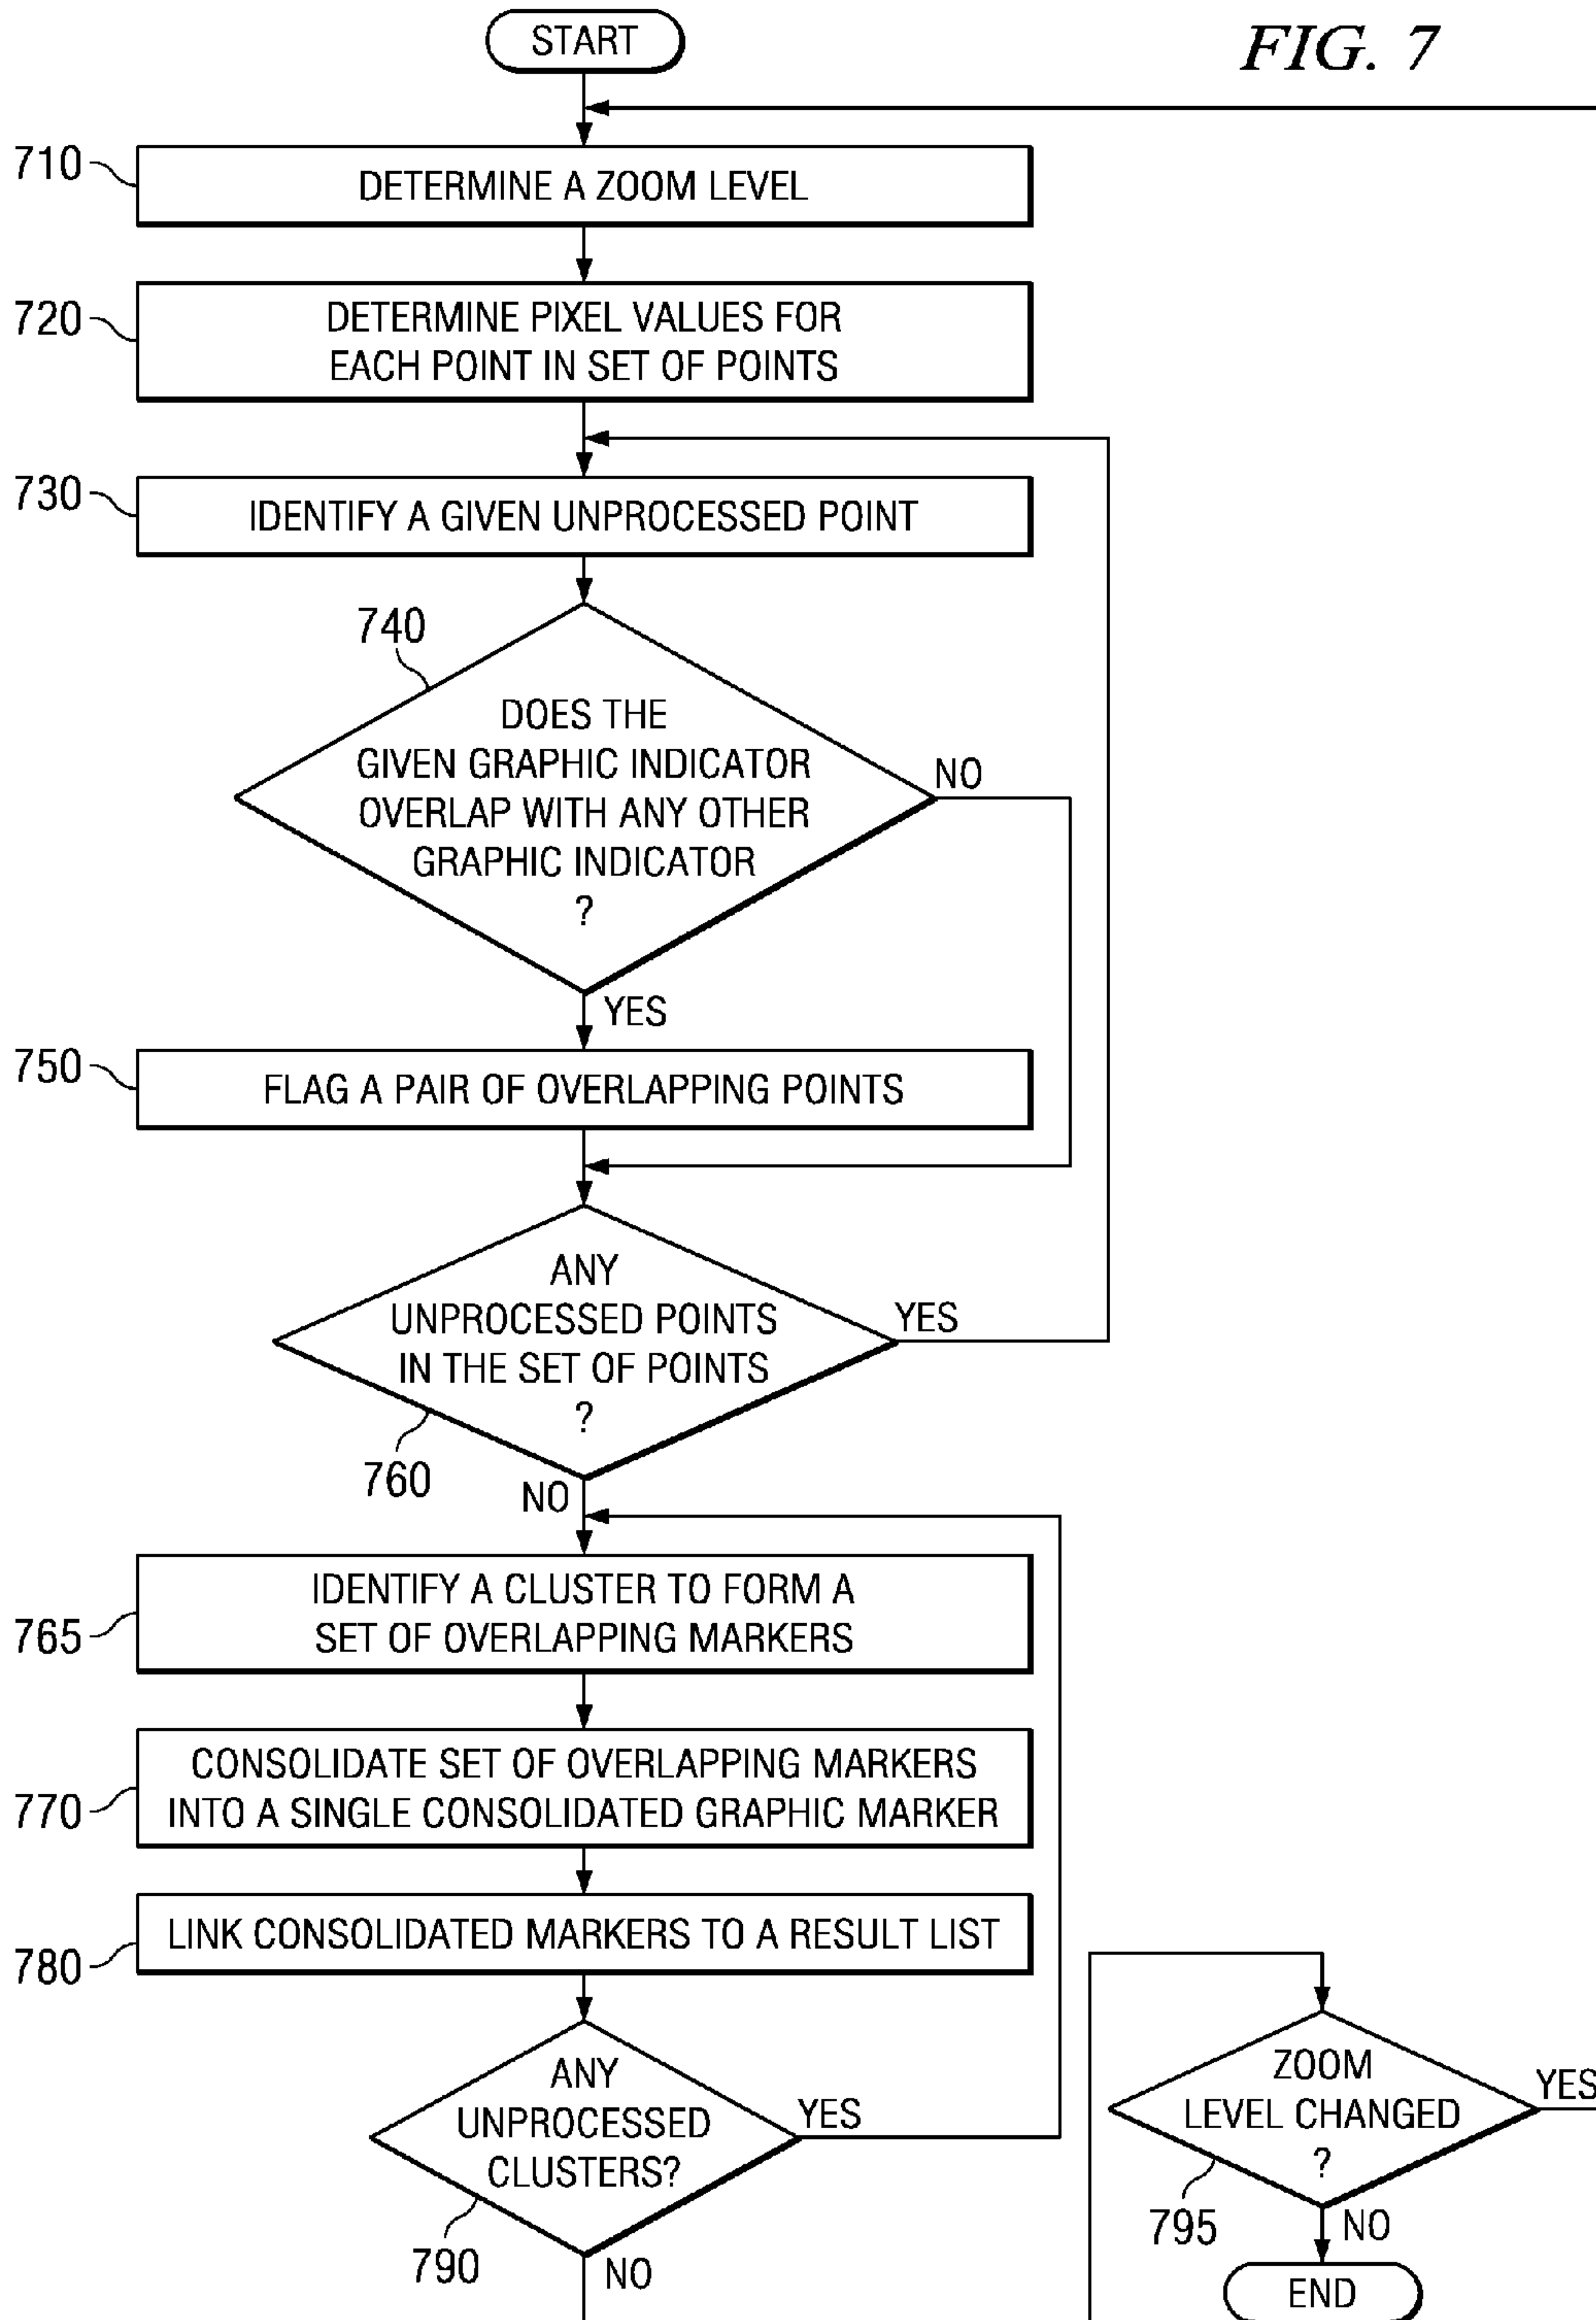 FIG. 7
START
710
DETERMINE A ZOOM LEVEL
720
DETERMINE PIXEL VALUES FOR
EACH POINT IN SET OF POINTS
730
IDENTIFY A GIVEN UNPROCESSED POINT
740
DOES THE
GIVEN GRAPHIC INDICATOR
OVERLAP WITH ANY OTHER
GRAPHIC INDICATOR
?
NO
YES
750
FLAG A PAIR OF OVERLAPPING POINTS
ANY
UNPROCESSED POINTS
IN THE SET OF POINTS
?
YES
760
NO
765
IDENTIFY A CLUSTER TO FORM A
SET OF OVERLAPPING MARKERS
770
CONSOLIDATE SET OF OVERLAPPING MARKERS
INTO A SINGLE CONSOLIDATED GRAPHIC MARKER
780
LINK CONSOLIDATED MARKERS TO A RESULT LIST
ANY
UNPROCESSED
CLUSTERS?
YES
790
NO
ZOOM
LEVEL CHANGED
?
YES
795
NO
END